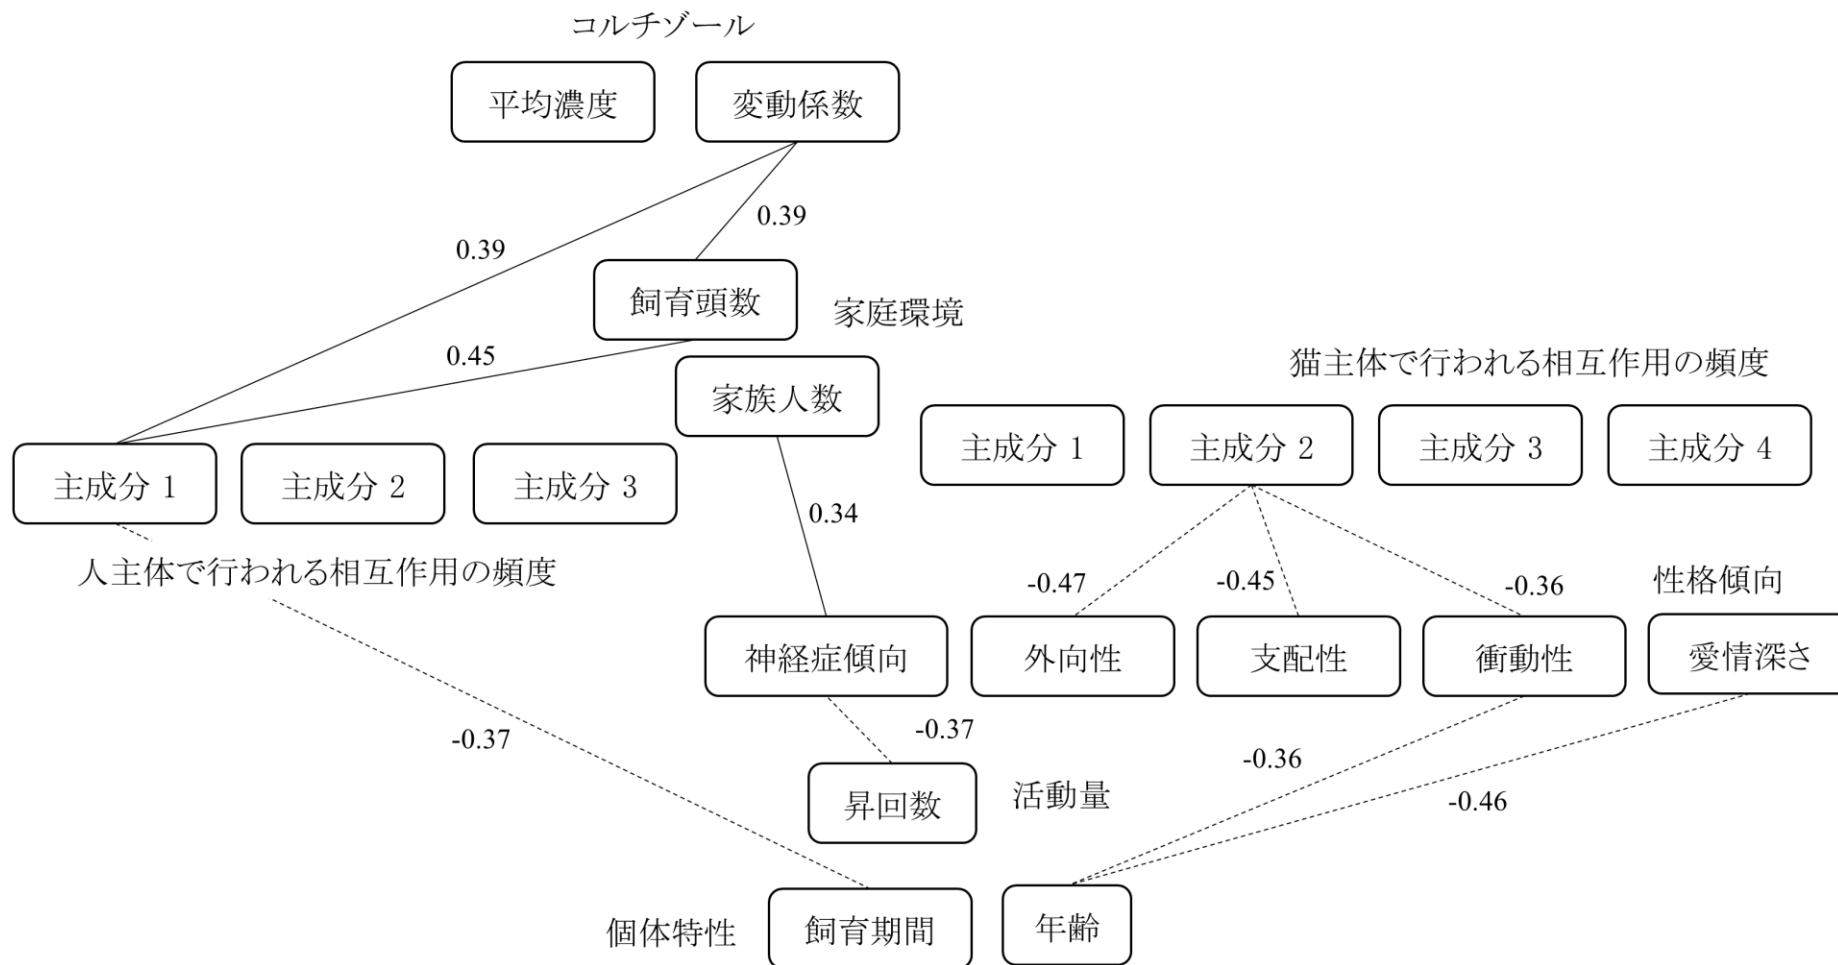 コルチゾール
平均濃度
変動係数
0.39
0.39
飼育頭数
家庭環境
0.45
家族人数
猫主体で行われる相互作用の頻度
主成分 1
主成分 2
主成分 3
主成分 4
主成分 1
主成分 2
主成分 3
0.34
人主体で行われる相互作用の頻度
-0.47
-0.45
-0.36
性格傾向
神経症傾向
外向性
支配性
衝動性
愛情深さ
-0.37
-0.37
-0.36
-0.46
昇回数
活動量
個体特性
飼育期間
年齢